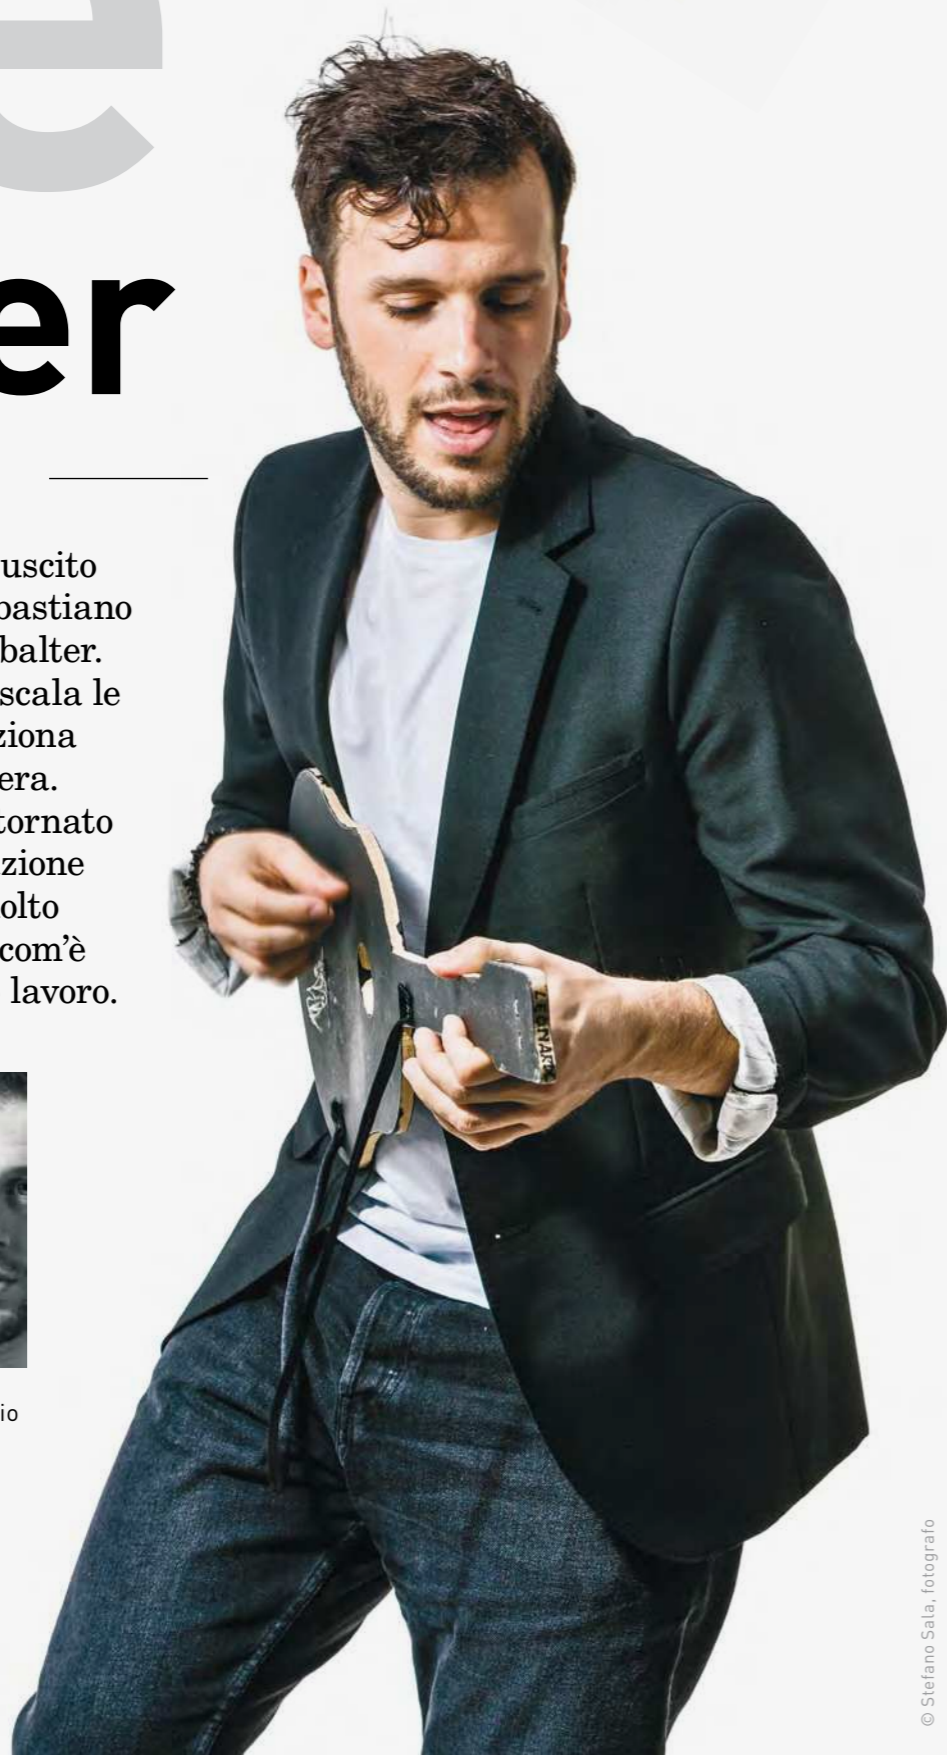 e
er
uscito
bastiano
balter.
scala le
ziona
era.
tornato
zione
olto
com'è
lavoro.
io
© Stefano Sala, fotografo